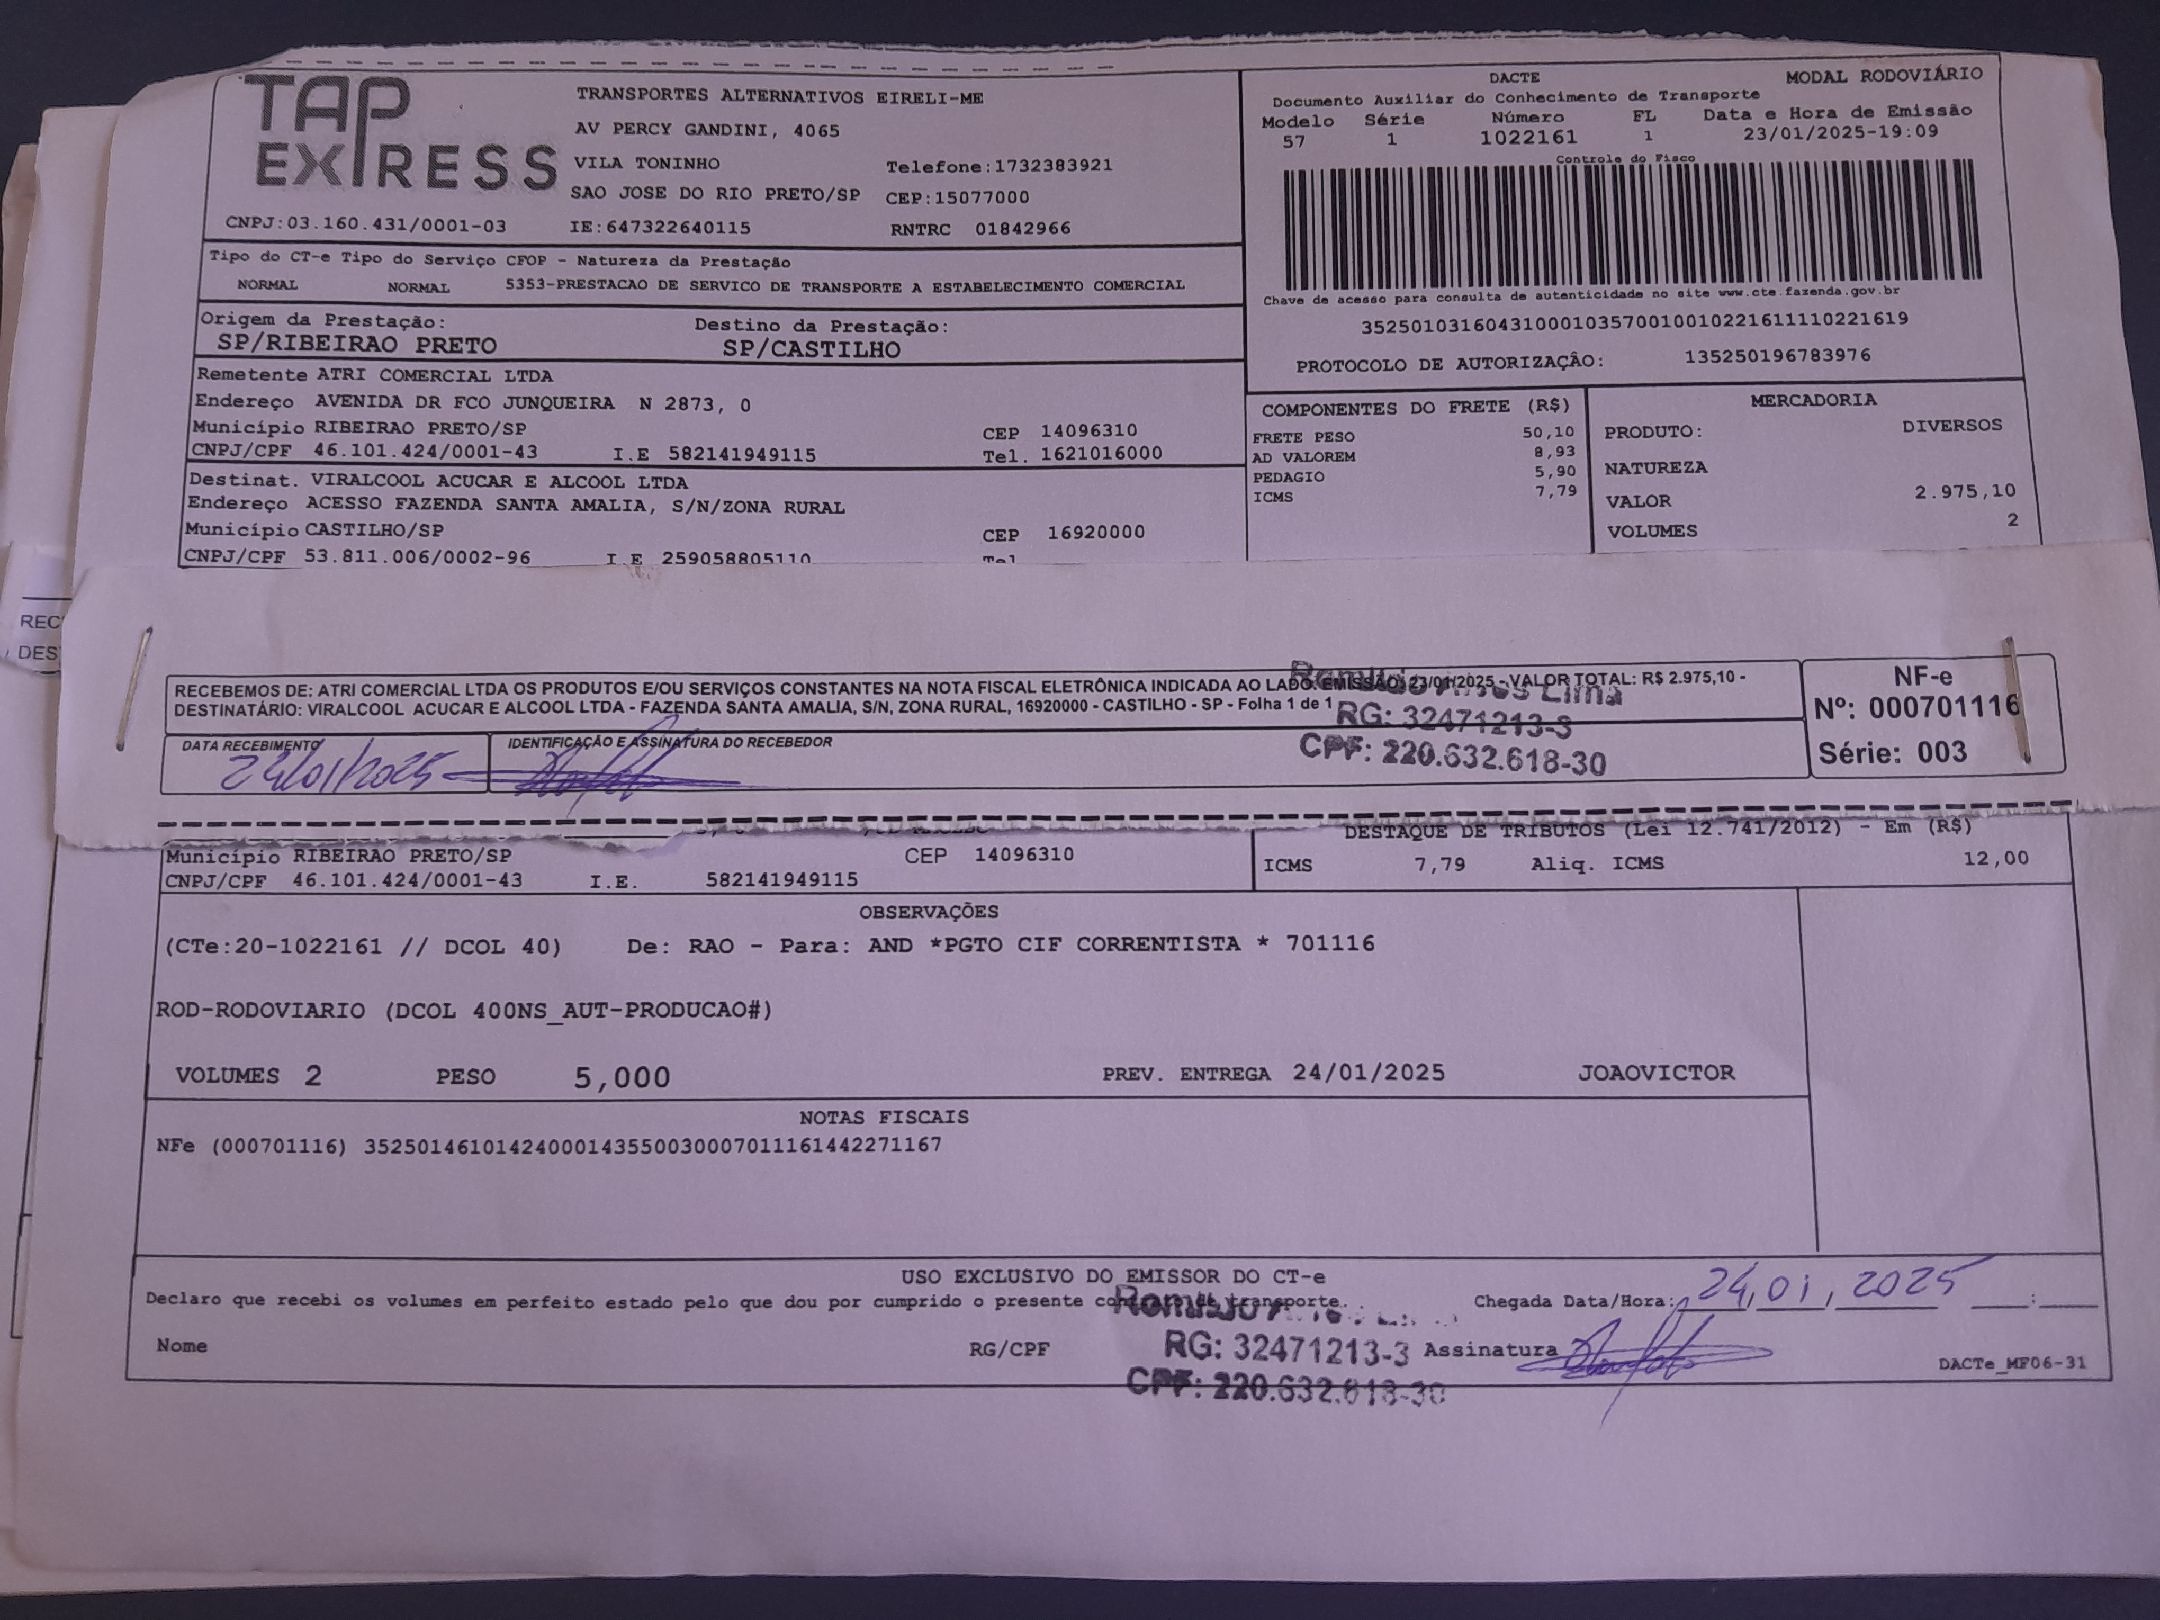 TAP EXPRESS
TRANSPORTES ALTERNATIVOS EIRELI-ME
AV PERCY GANDINI, 4065
VILA TONINHO Telefone:1732383921
SAO JOSE DO RIO PRETO/SP CEP:15077000
CNPJ:03.160.431/0001-03 IE:647322640115 RNTRC 01842966
DACTE MODAL RODOVIÁRIO
Documento Auxiliar do Conhecimento de Transporte
Modelo Série Número FL Data e Hora de Emissão
57 1 1022161 1 23/01/2025-19:09
Controle do Fisco
Chave de acesso para consulta de autenticidade no site www.cte.fazenda.gov.br
35250103160431000103570010010221611110221619
PROTOCOLO DE AUTORIZAÇÃO: 135250196783976
Tipo do CT-e Tipo do Serviço CFOP - Natureza da Prestação
NORMAL NORMAL 5353-PRESTACAO DE SERVICO DE TRANSPORTE A ESTABELECIMENTO COMERCIAL
Origem da Prestação: Destino da Prestação:
SP/RIBEIRAO PRETO SP/CASTILHO
Remetente ATRI COMERCIAL LTDA
Endereço AVENIDA DR FCO JUNQUEIRA N 2873, 0
Município RIBEIRAO PRETO/SP CEP 14096310
CNPJ/CPF 46.101.424/0001-43 I.E 582141949115 Tel. 1621016000
Destinat. VIRALCOOL ACUCAR E ALCOOL LTDA
Endereço ACESSO FAZENDA SANTA AMALIA, S/N/ZONA RURAL
Município CASTILHO/SP CEP 16920000
CNPJ/CPF 53.811.006/0002-96 I.E 259058805110 Tel
COMPONENTES DO FRETE (R$)
FRETE PESO 50,10
AD VALOREM 8,93
PEDAGIO 5,90
ICMS 7,79
MERCADORIA
PRODUTO: DIVERSOS
NATUREZA
VALOR 2.975,10
VOLUMES 2
REC
DES
RECEBEMOS DE: ATRI COMERCIAL LTDA OS PRODUTOS E/OU SERVIÇOS CONSTANTES NA NOTA FISCAL ELETRÔNICA INDICADA AO LADO. EMISSÃO: 23/01/2025 - VALOR TOTAL: R$ 2.975,10 -
DESTINATÁRIO: VIRALCOOL ACUCAR E ALCOOL LTDA - FAZENDA SANTA AMALIA, S/N, ZONA RURAL, 16920000 - CASTILHO - SP - Folha 1 de 1
Lima
RG: 32471213-3
CPF: 220.632.618-30
DATA RECEBIMENTO IDENTIFICAÇÃO E ASSINATURA DO RECEBEDOR
24/01/2025
NF-e
Nº: 000701116
Série: 003
Município RIBEIRAO PRETO/SP CEP 14096310
CNPJ/CPF 46.101.424/0001-43 I.E. 582141949115
DESTAQUE DE TRIBUTOS (Lei 12.741/2012) - Em (R$)
ICMS 7,79 Aliq. ICMS 12,00
OBSERVAÇÕES
(CTe:20-1022161 // DCOL 40) De: RAO - Para: AND *PGTO CIF CORRENTISTA * 701116
ROD-RODOVIARIO (DCOL 400NS_AUT-PRODUCAO#)
VOLUMES 2 PESO 5,000 PREV. ENTREGA 24/01/2025 JOAOVICTOR
NOTAS FISCAIS
NFe (000701116) 35250146101424000143550030007011161442271167
USO EXCLUSIVO DO EMISSOR DO CT-e
Declaro que recebi os volumes em perfeito estado pelo que dou por cumprido o presente transporte. Chegada Data/Hora: 24,01,2025 :
Nome RG/CPF RG: 32471213-3 Assinatura
CPF: 220.632.618-30
DACTe_MF06-31